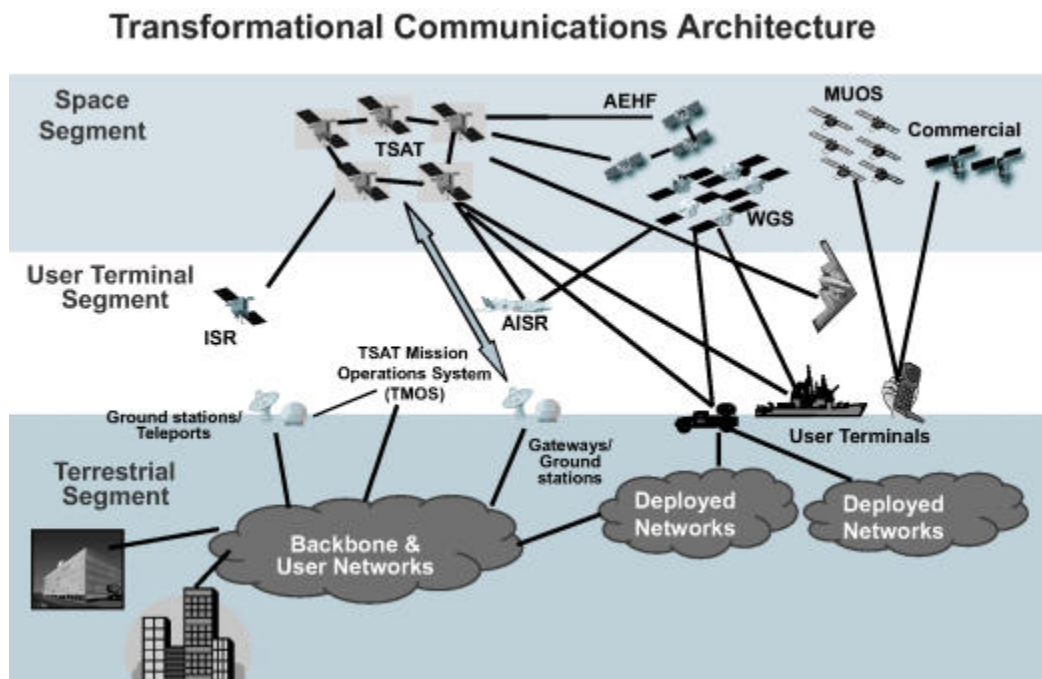 Transformational Communications Architecture
Space
Segment
AEHF
MUOS
Commercial
TSAT
WGS
User Terminal
Segment
ISR
AISR
TSAT Mission
Operations System
(TMOS)
Ground stations/
Teleports
Gateways/
Ground
stations
User Terminals
Terrestrial
Segment
Deployed
Networks
Deployed
Networks
Backbone &
User Networks